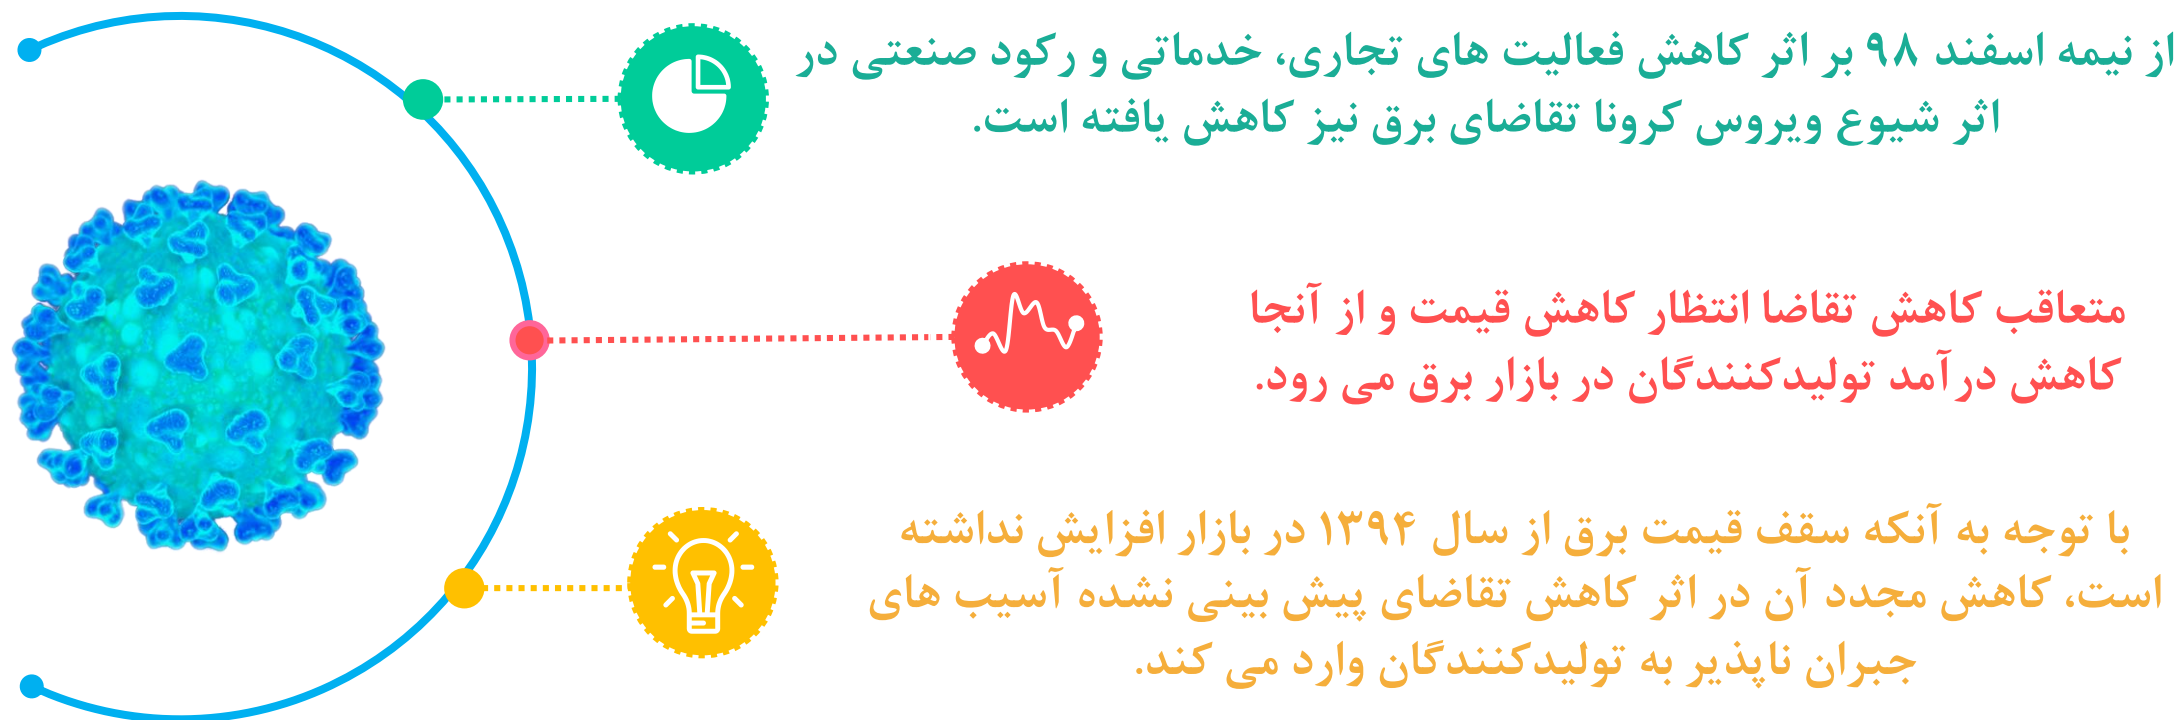 از نیمه اسفند ۹۸ بر اثر کاهش فعالیت های تجاری، خدماتی و رکود صنعتی در
اثر شیوع ویروس کرونا تقاضای برق نیز کاهش یافته است.
متعاقب کاهش تقاضا انتظار کاهش قیمت و از آنجا
کاهش درآمد تولیدکنندگان در بازار برق می رود.
با توجه به آنکه سقف قیمت برق از سال ۱۳۹۴ در بازار افزایش نداشته
است، کاهش مجدد آن در اثر کاهش تقاضای پیش بینی نشده آسیب های
جبران ناپذیر به تولیدکنندگان وارد می کند.